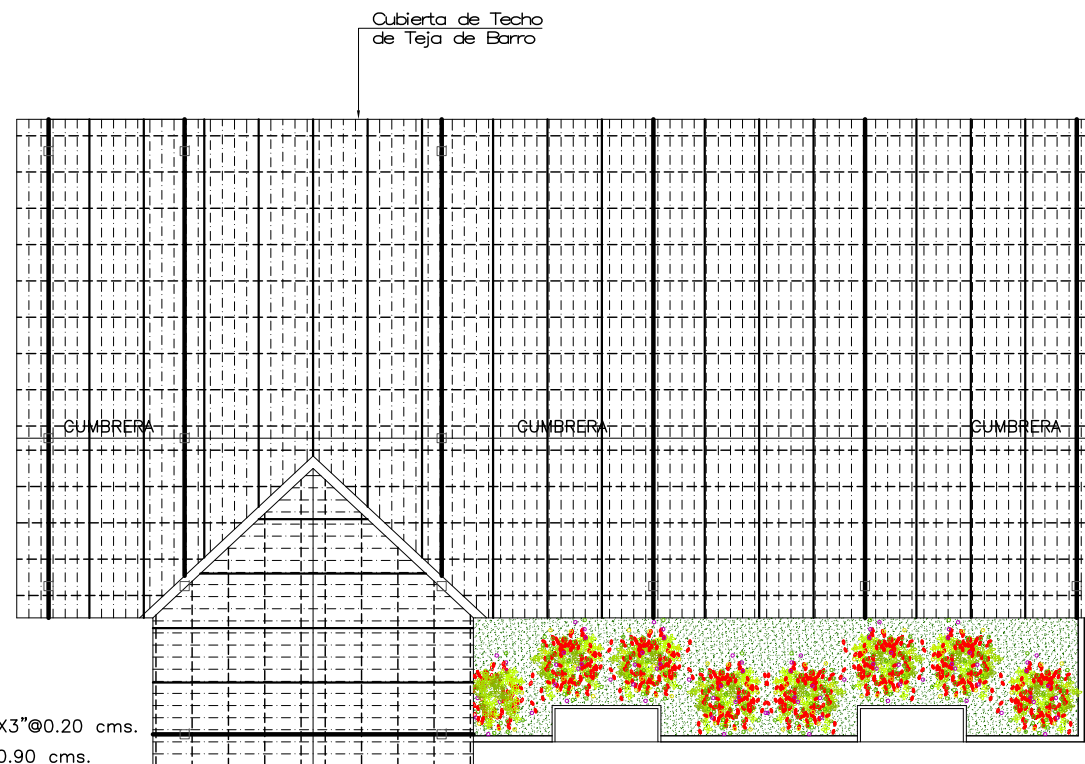 Cubierta de Techo
de Teja de Barro
CUMBRERA CUMBRERA CUMBRERA
X3"@0.20 cms.
0.90 cms.